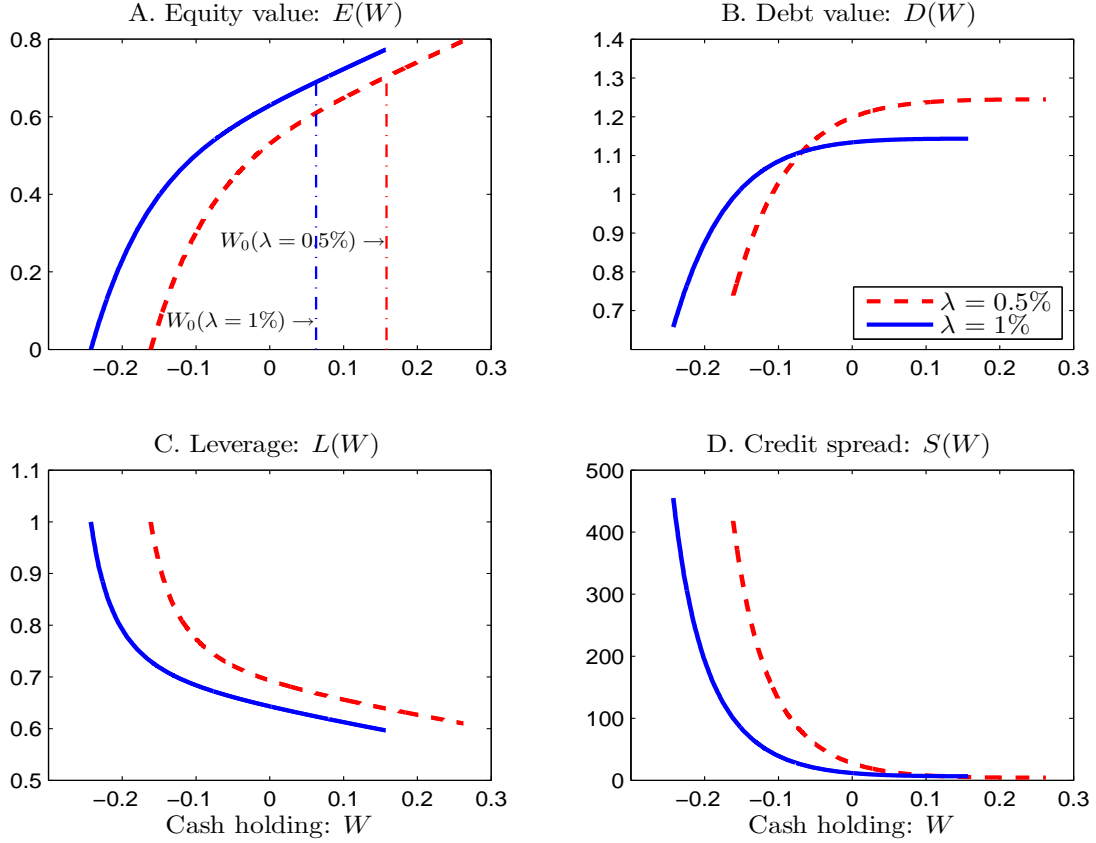 A. Equity value: E(W)
0.8
0.6
0.4
0.2
0
W₀(λ = 0.5%) →
W₀(λ = 1%) →
−0.2 −0.1 0 0.1 0.2 0.3
B. Debt value: D(W)
1.4
1.3
1.2
1.1
1
0.9
0.8
0.7
λ = 0.5%
λ = 1%
−0.2 −0.1 0 0.1 0.2 0.3
C. Leverage: L(W)
1.1
1
0.9
0.8
0.7
0.6
0.5
−0.2 −0.1 0 0.1 0.2 0.3
Cash holding: W
D. Credit spread: S(W)
500
400
300
200
100
0
−0.2 −0.1 0 0.1 0.2 0.3
Cash holding: W